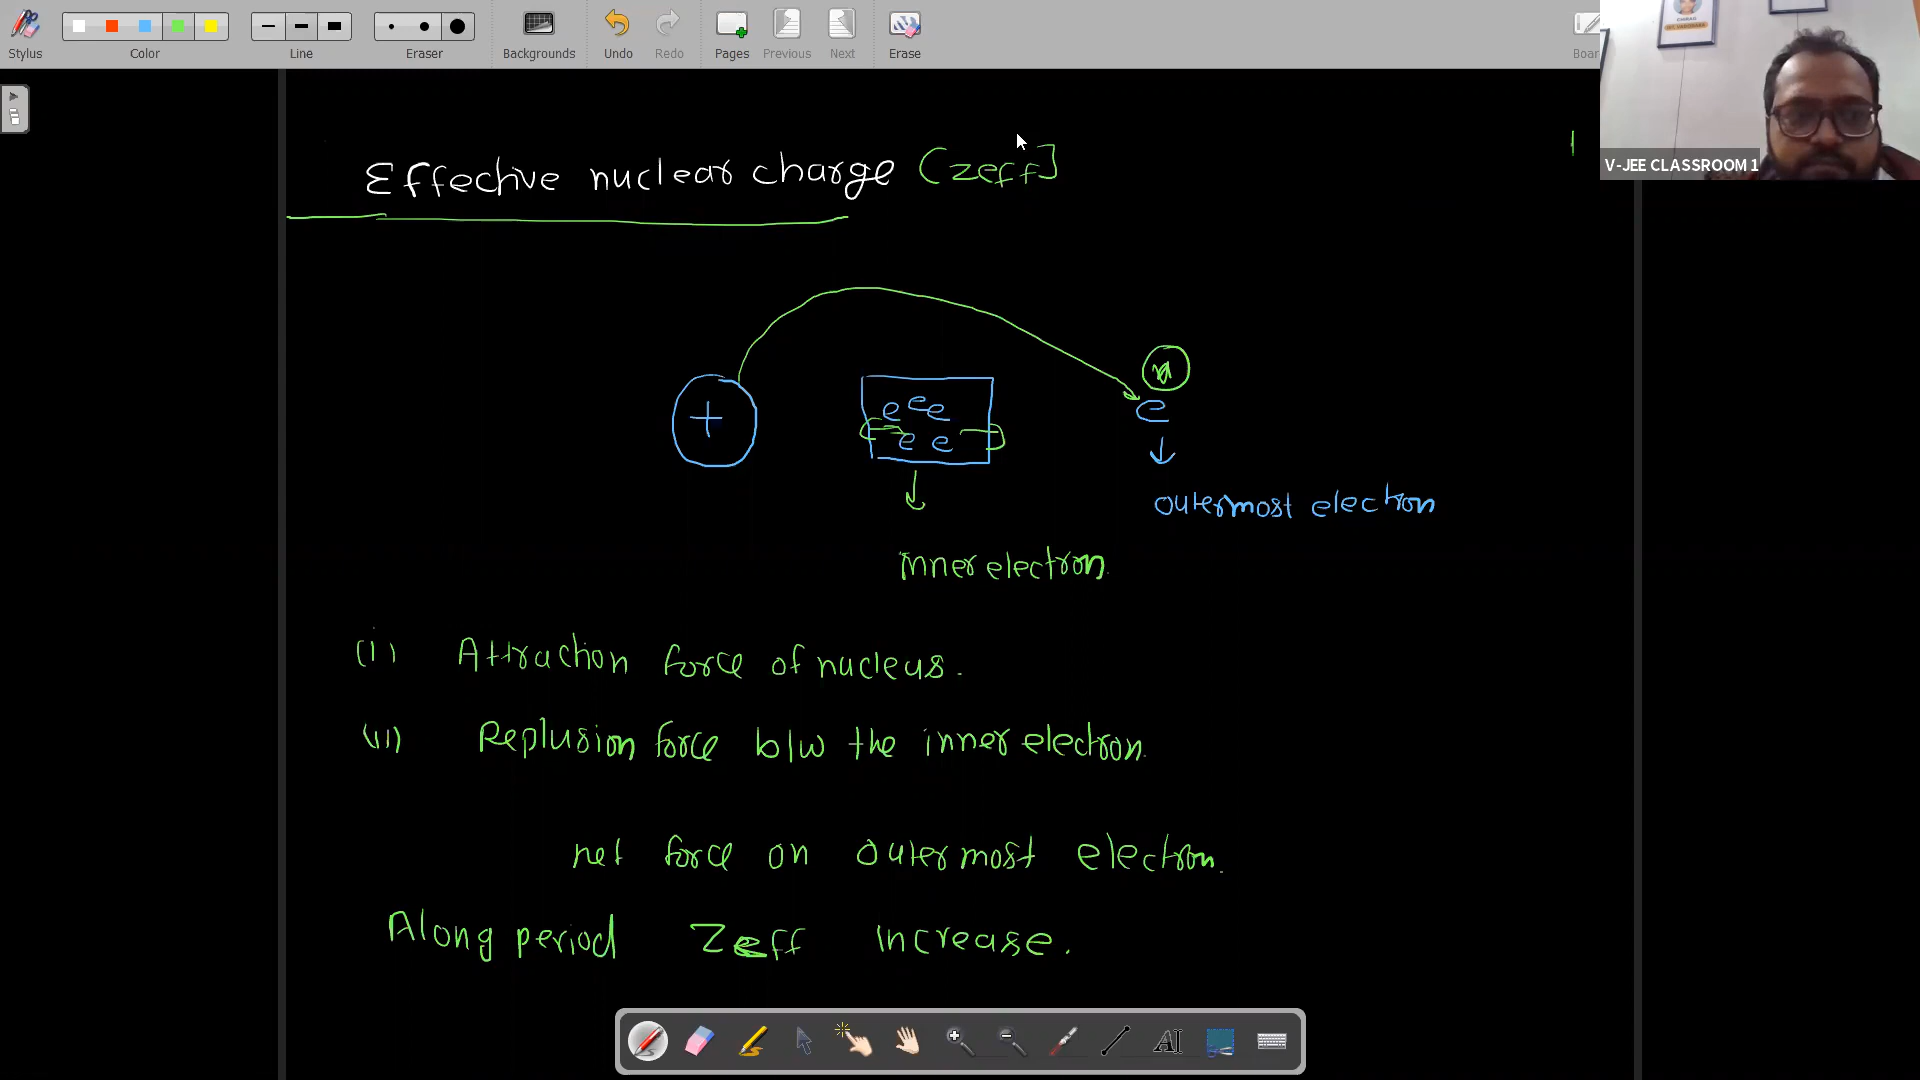 Stylus
Color
Line
Eraser
Backgrounds
Undo
Redo
Pages
Previous
Next
Erase
V-JEE CLASSROOM 1
Effective nuclear charge (Zeff]
+
e e e
e e
e
outermost electron
inner electron.
(i) Attraction force of nucleus.
(ii) Replusion force b/w the inner electron.
net force on outermost electron.
Along period Zeff increase.